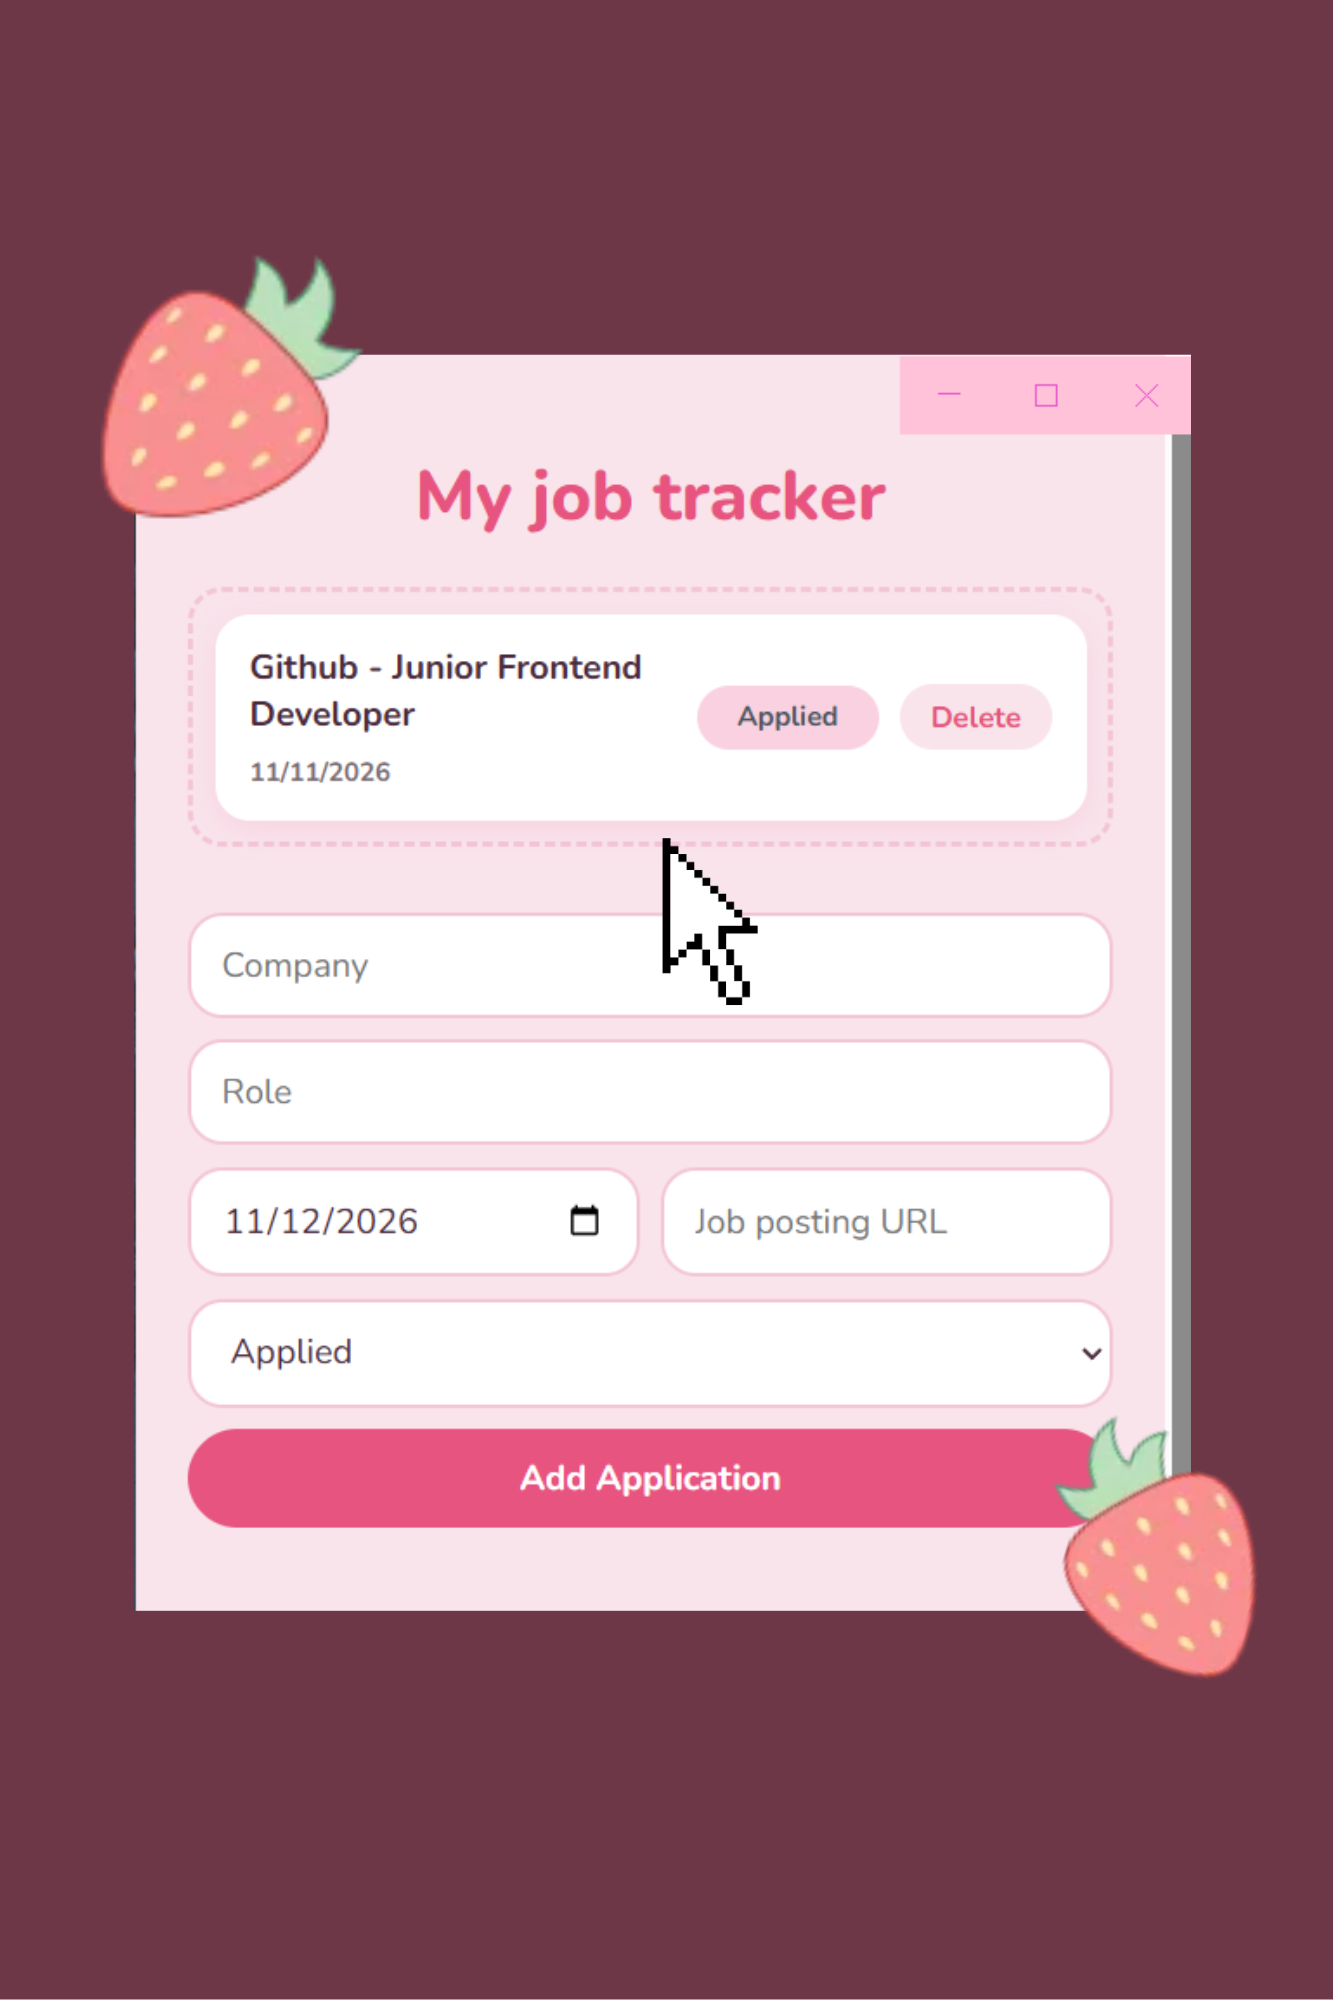 My job tracker
Github - Junior Frontend
Developer
11/11/2026
Applied
Delete
Company
Role
11/12/2026
Job posting URL
Applied
Add Application